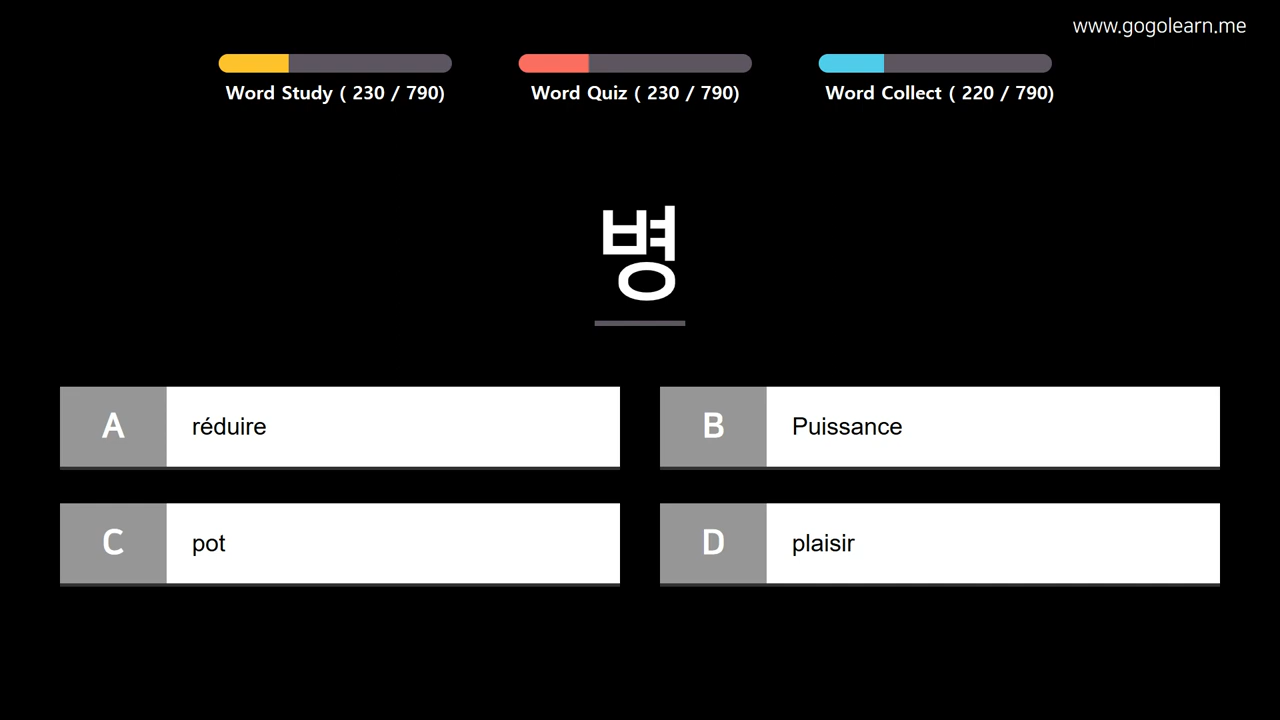 www.gogolearn.me
Word Study ( 230 / 790)
Word Quiz ( 230 / 790)
Word Collect ( 220 / 790)
병
A réduire
B Puissance
C pot
D plaisir